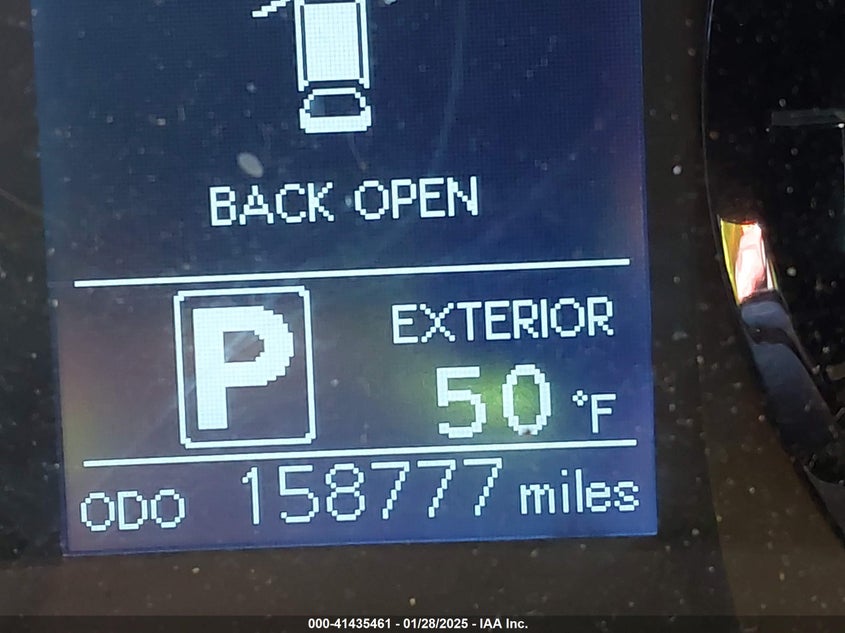 BACK OPEN
P
EXTERIOR
50 °F
ODO 158777 miles
000-41435461 - 01/28/2025 - IAA Inc.